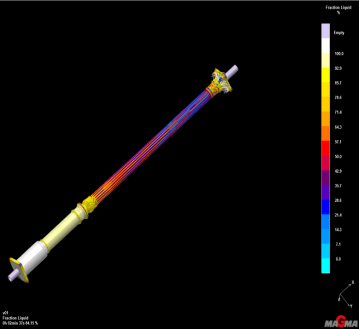 Fraction Liquid
%
Empty
100.0
92.9
85.7
78.6
71.4
64.3
57.1
50.0
42.9
35.7
28.6
21.4
14.3
7.1
0.0
v01
Fraction Liquid
X
Y
MAGMA